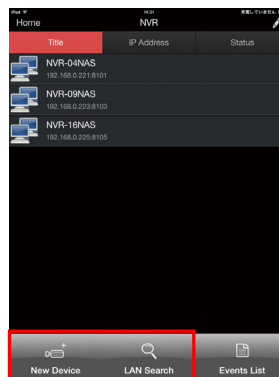 iPad 14:01 充電していません
Home NVR
Title IP Address Status
NVR-04NAS
192.168.0.221:8101
NVR-09NAS
192.168.0.223:8103
NVR-16NAS
192.168.0.225:8105
New Device LAN Search Events List